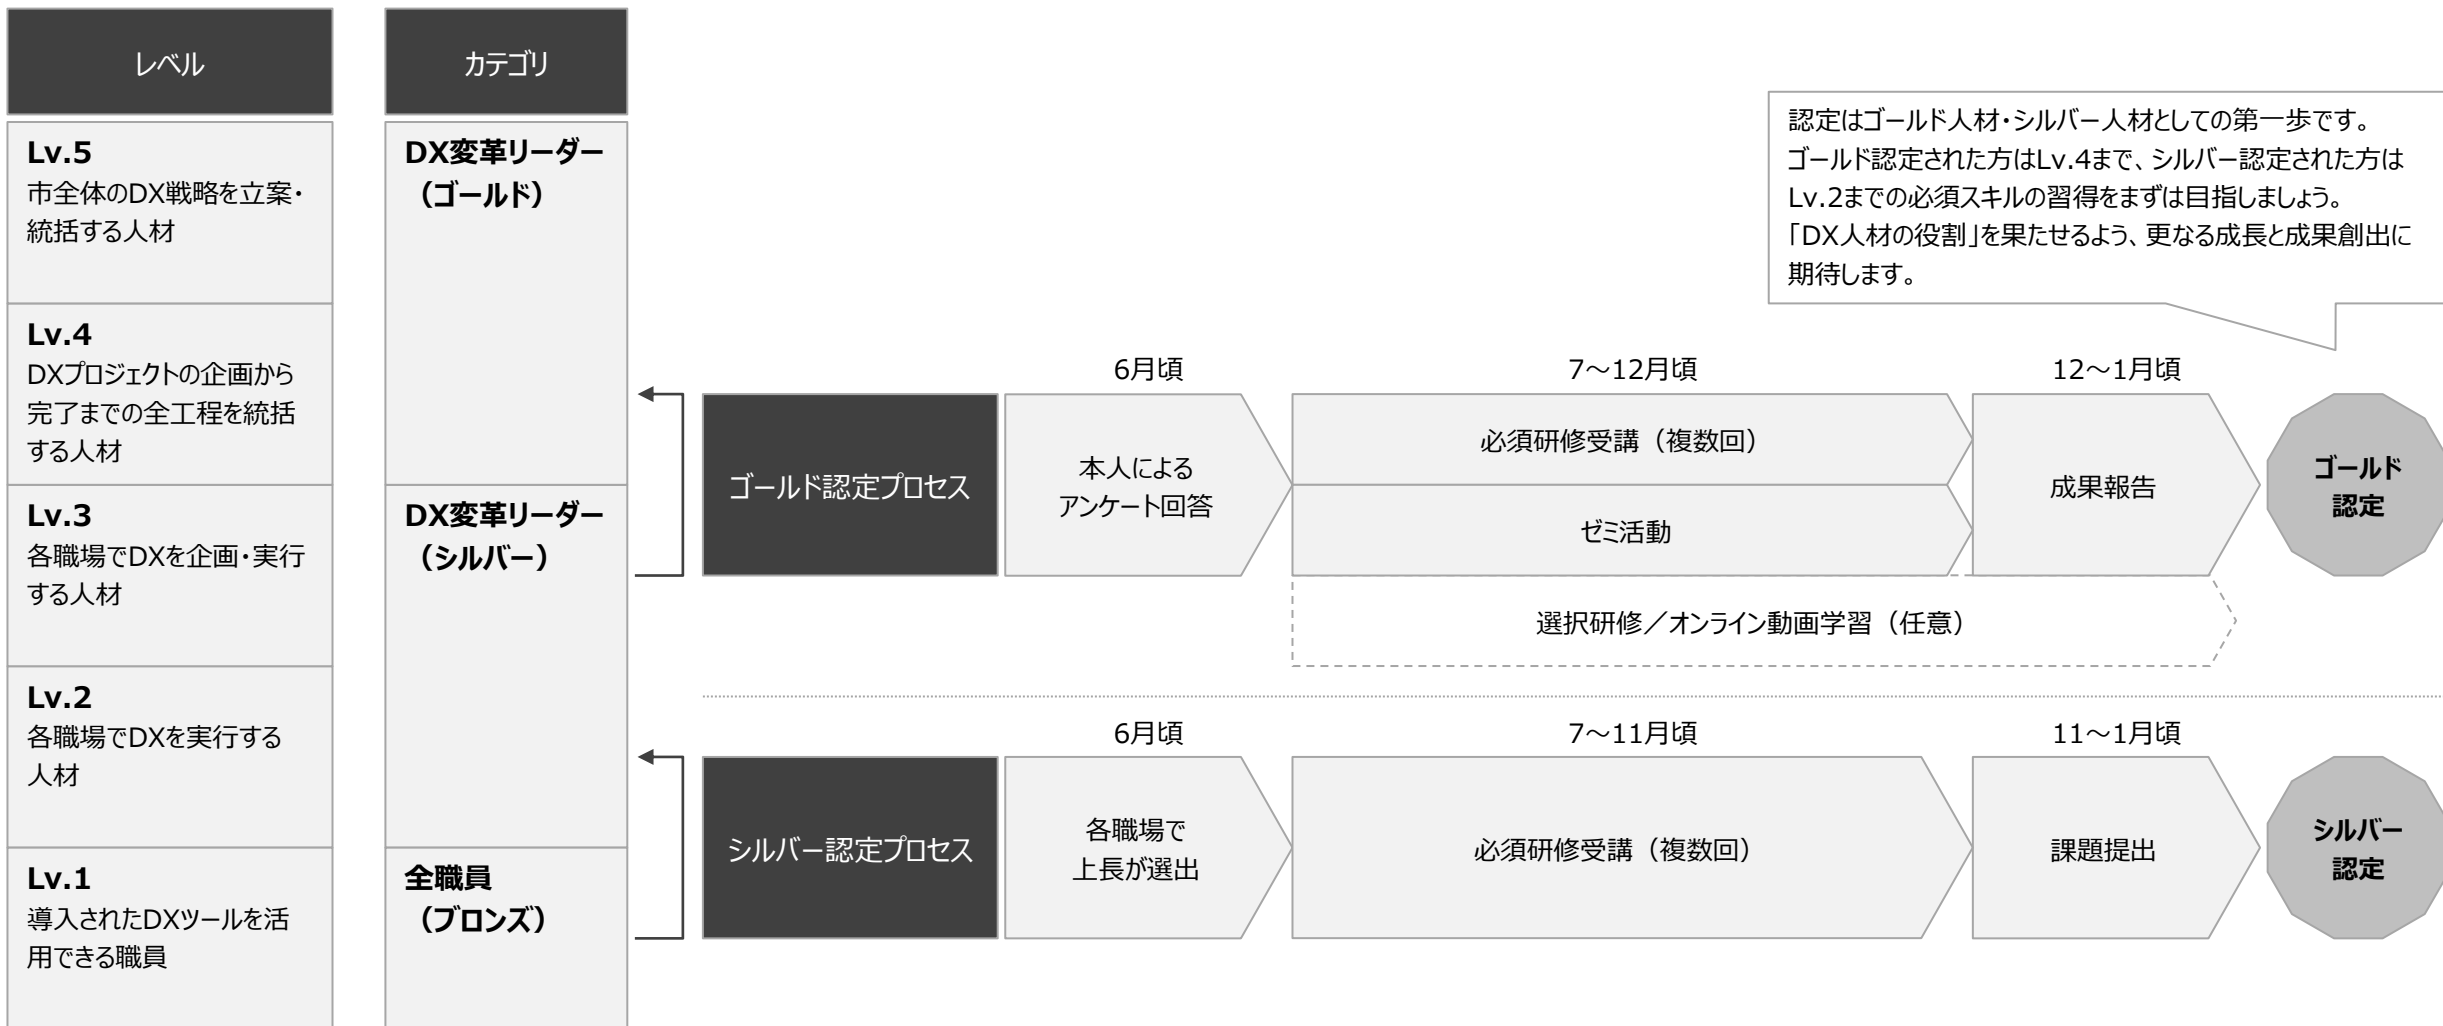 レベル
カテゴリ
Lv.5
市全体のDX戦略を立案・
統括する人材
Lv.4
DXプロジェクトの企画から
完了までの全工程を統括
する人材
Lv.3
各職場でDXを企画・実行
する人材
Lv.2
各職場でDXを実行する
人材
Lv.1
導入されたDXツールを活
用できる職員
DX変革リーダー
（ゴールド）
DX変革リーダー
（シルバー）
全職員
（ブロンズ）
認定はゴールド人材・シルバー人材としての第一歩です。
ゴールド認定された方はLv.4まで、シルバー認定された方は
Lv.2までの必須スキルの習得をまずは目指しましょう。
「DX人材の役割」を果たせるよう、更なる成長と成果創出に
期待します。
6月頃
7～12月頃
12～1月頃
ゴールド認定プロセス
本人による
アンケート回答
必須研修受講（複数回）
ゼミ活動
成果報告
ゴールド
認定
選択研修／オンライン動画学習（任意）
6月頃
7～11月頃
11～1月頃
シルバー認定プロセス
各職場で
上長が選出
必須研修受講（複数回）
課題提出
シルバー
認定